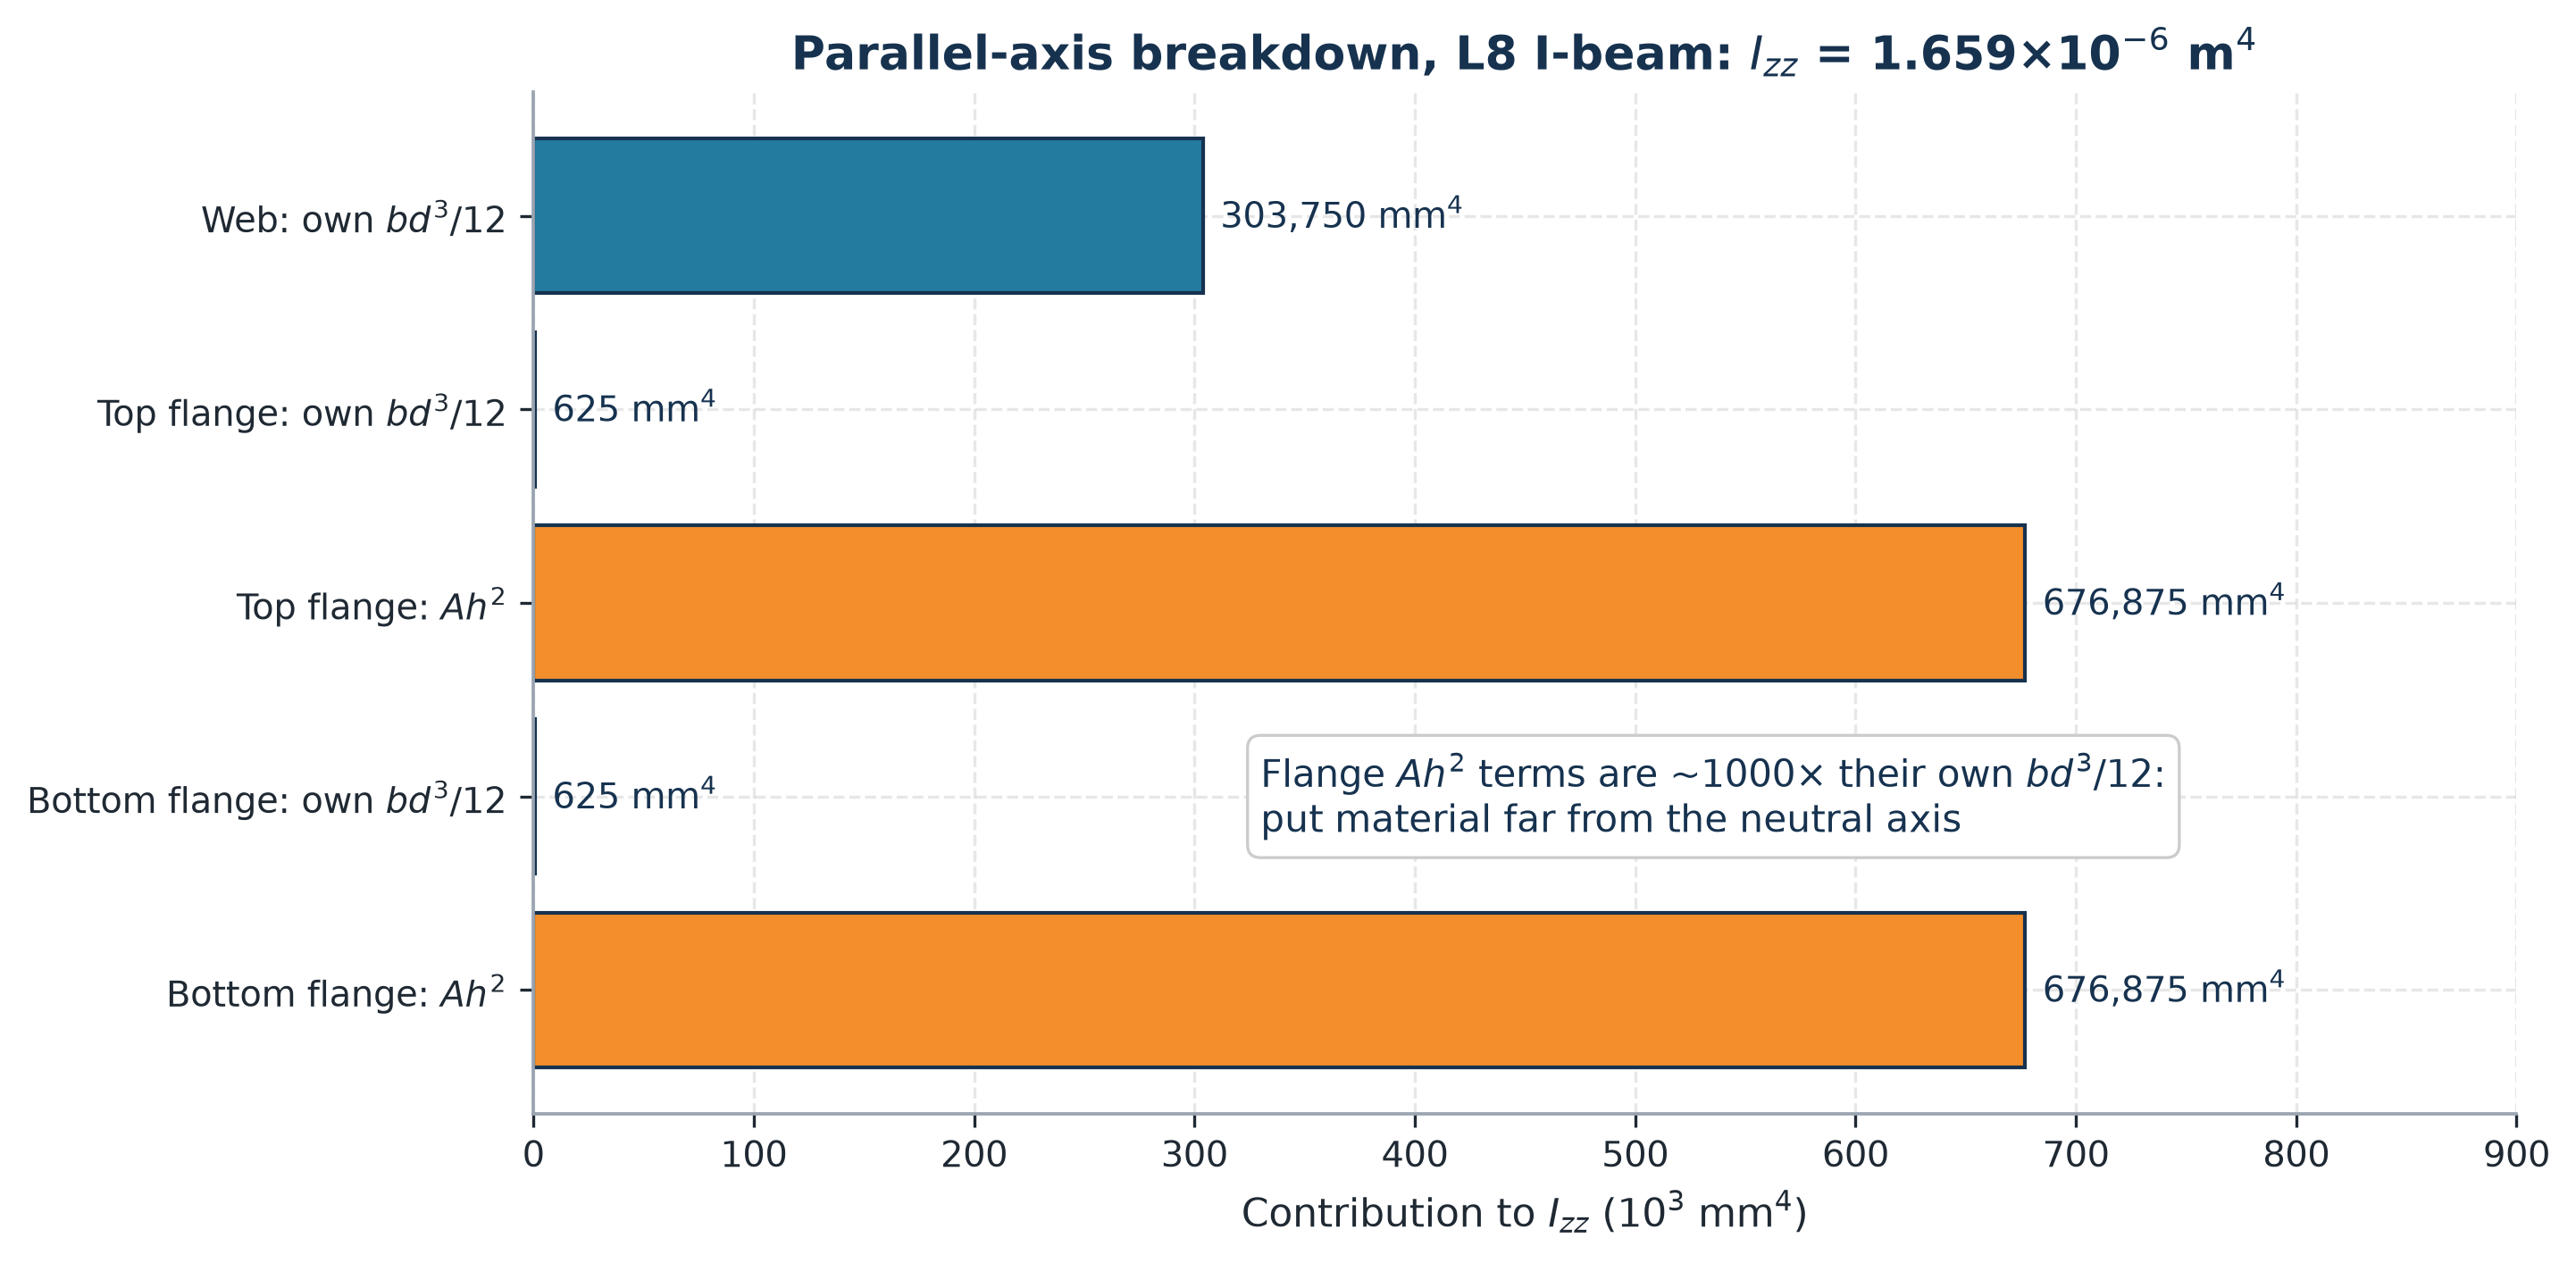 Parallel-axis breakdown, L8 I-beam: I_zz = 1.659×10⁻⁶ m⁴
Web: own bd³/12
303,750 mm⁴
Top flange: own bd³/12
625 mm⁴
Top flange: Ah²
676,875 mm⁴
Bottom flange: own bd³/12
625 mm⁴
Flange Ah² terms are ~1000× their own bd³/12:
put material far from the neutral axis
Bottom flange: Ah²
676,875 mm⁴
0 100 200 300 400 500 600 700 800 900
Contribution to I_zz (10³ mm⁴)